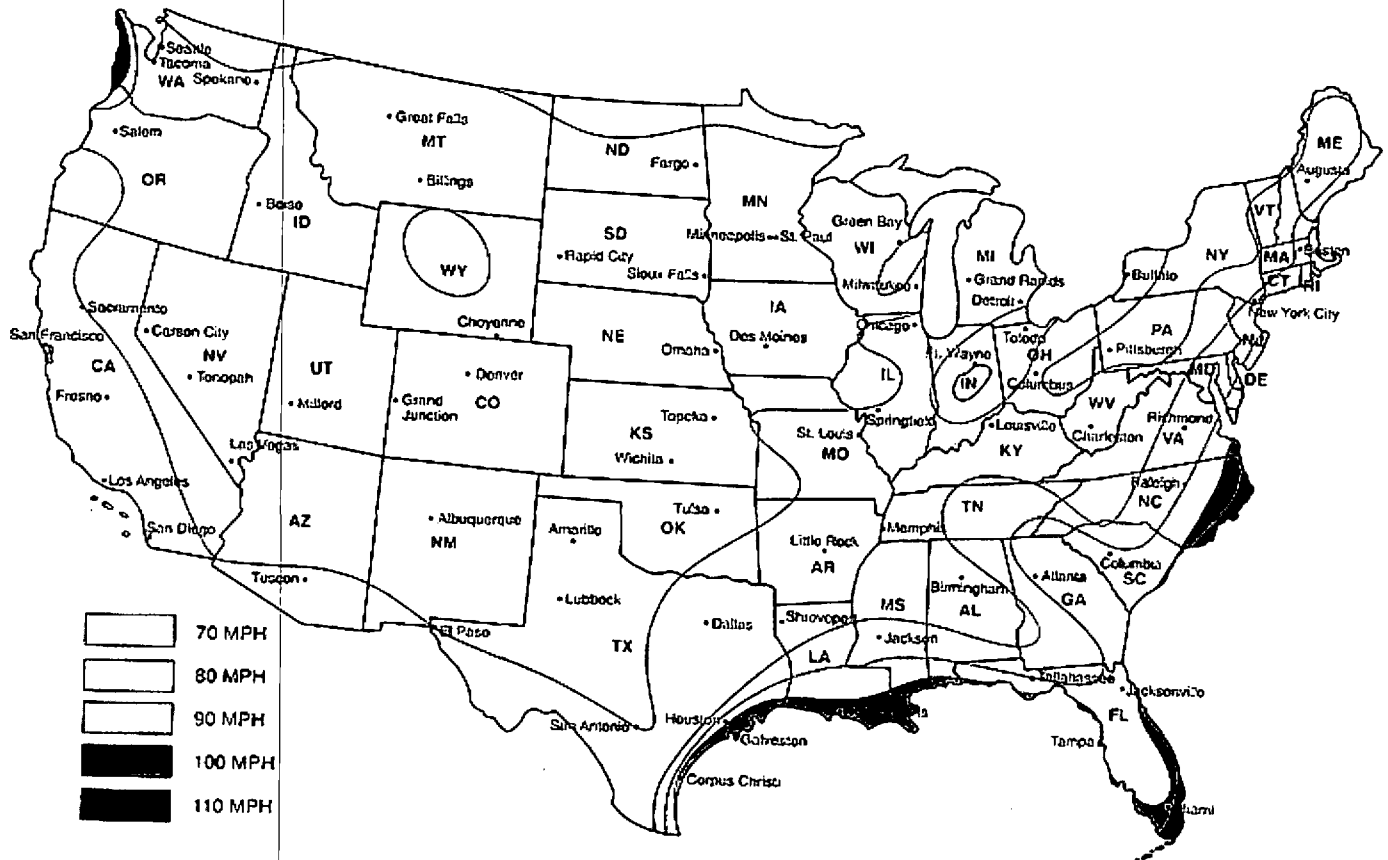 Seattle
Tacoma
WA
Spokane
Salem
OR
Boise
ID
Great Falls
MT
Billings
WY
Cheyenne
ND
Fargo
SD
Rapid City
Sioux Falls
MN
Minneapolis
St. Paul
Green Bay
WI
Milwaukee
MI
Grand Rapids
Detroit
IA
Des Moines
NE
Omaha
Sacramento
San Francisco
CA
Fresno
Los Angeles
San Diego
Carson City
NV
Tonopah
Las Vegas
UT
Milford
Denver
CO
Grand
Junction
Topeka
KS
Wichita
St. Louis
MO
IL
Springfield
Ft. Wayne
IN
Toledo
OH
Columbus
Louisville
KY
WV
Charleston
Richmond
VA
Raleigh
NC
PA
Pittsburgh
Buffalo
NY
VT
ME
Augusta
MA
Boston
CT
RI
New York City
NJ
MD
DE
AZ
Tuscon
Albuquerque
NM
El Paso
Amarillo
Lubbock
TX
Dallas
San Antonio
Houston
Galveston
Corpus Christi
Tulsa
OK
Little Rock
AR
Memphis
TN
MS
Jackson
Birmingham
AL
Atlanta
GA
Columbia
SC
LA
Tallahassee
Jacksonville
FL
Tampa
70 MPH
80 MPH
90 MPH
100 MPH
110 MPH